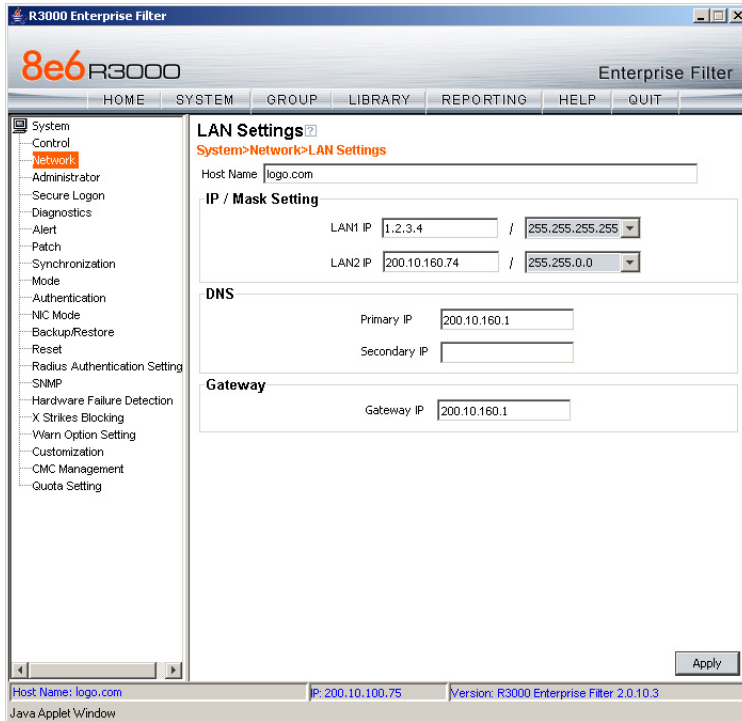 R3000 Enterprise Filter
8e6 R3000
Enterprise Filter
HOME SYSTEM GROUP LIBRARY REPORTING HELP QUIT
System
Control
Network
Administrator
Secure Logon
Diagnostics
Alert
Patch
Synchronization
Mode
Authentication
NIC Mode
Backup/Restore
Reset
Radius Authentication Setting
SNMP
Hardware Failure Detection
X Strikes Blocking
Warn Option Setting
Customization
CMC Management
Quota Setting
LAN Settings ?
System>Network>LAN Settings
Host Name logo.com
IP / Mask Setting
LAN1 IP 1.2.3.4 / 255.255.255.255
LAN2 IP 200.10.160.74 / 255.255.0.0
DNS
Primary IP 200.10.160.1
Secondary IP
Gateway
Gateway IP 200.10.160.1
Apply
Host Name: logo.com IP: 200.10.100.75 Version: R3000 Enterprise Filter 2.0.10.3
Java Applet Window